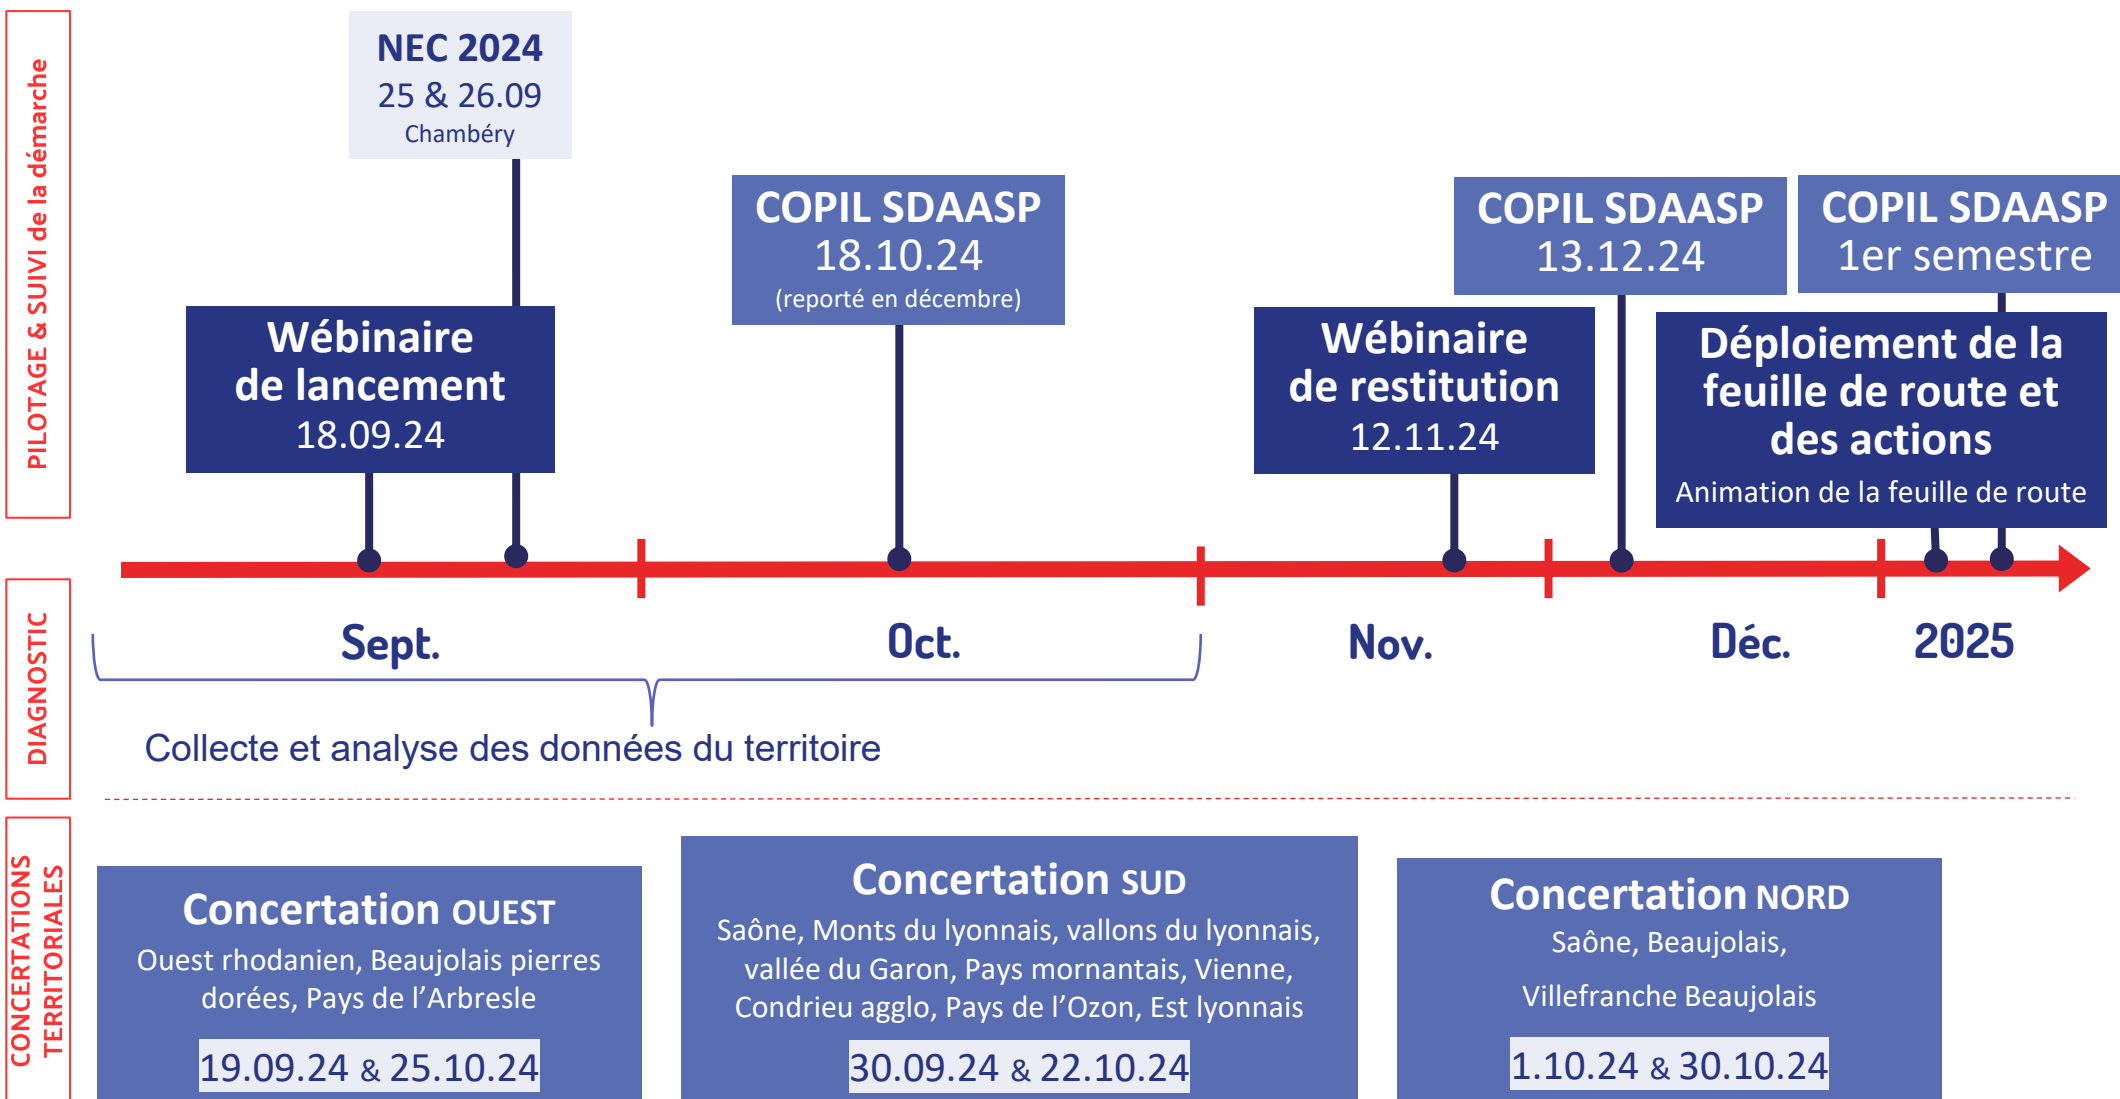 PILOTAGE & SUIVI de la démarche
NEC 2024
25 & 26.09
Chambéry
Wébinaire
de lancement
18.09.24
COPIL SDAASP
18.10.24
(reporté en décembre)
Wébinaire
de restitution
12.11.24
COPIL SDAASP
13.12.24
COPIL SDAASP
1er semestre
Déploiement de la
feuille de route et
des actions
Animation de la feuille de route
Sept.
Oct.
Nov.
Déc.
2025
DIAGNOSTIC
Collecte et analyse des données du territoire
CONCERTATIONS
TERRITORIALES
Concertation OUEST
Ouest rhodanien, Beaujolais pierres
dorées, Pays de l’Arbresle
19.09.24 & 25.10.24
Concertation SUD
Saône, Monts du lyonnais, vallons du lyonnais,
vallée du Garon, Pays mornantais, Vienne,
Condrieu agglo, Pays de l’Ozon, Est lyonnais
30.09.24 & 22.10.24
Concertation NORD
Saône, Beaujolais,
Villefranche Beaujolais
1.10.24 & 30.10.24